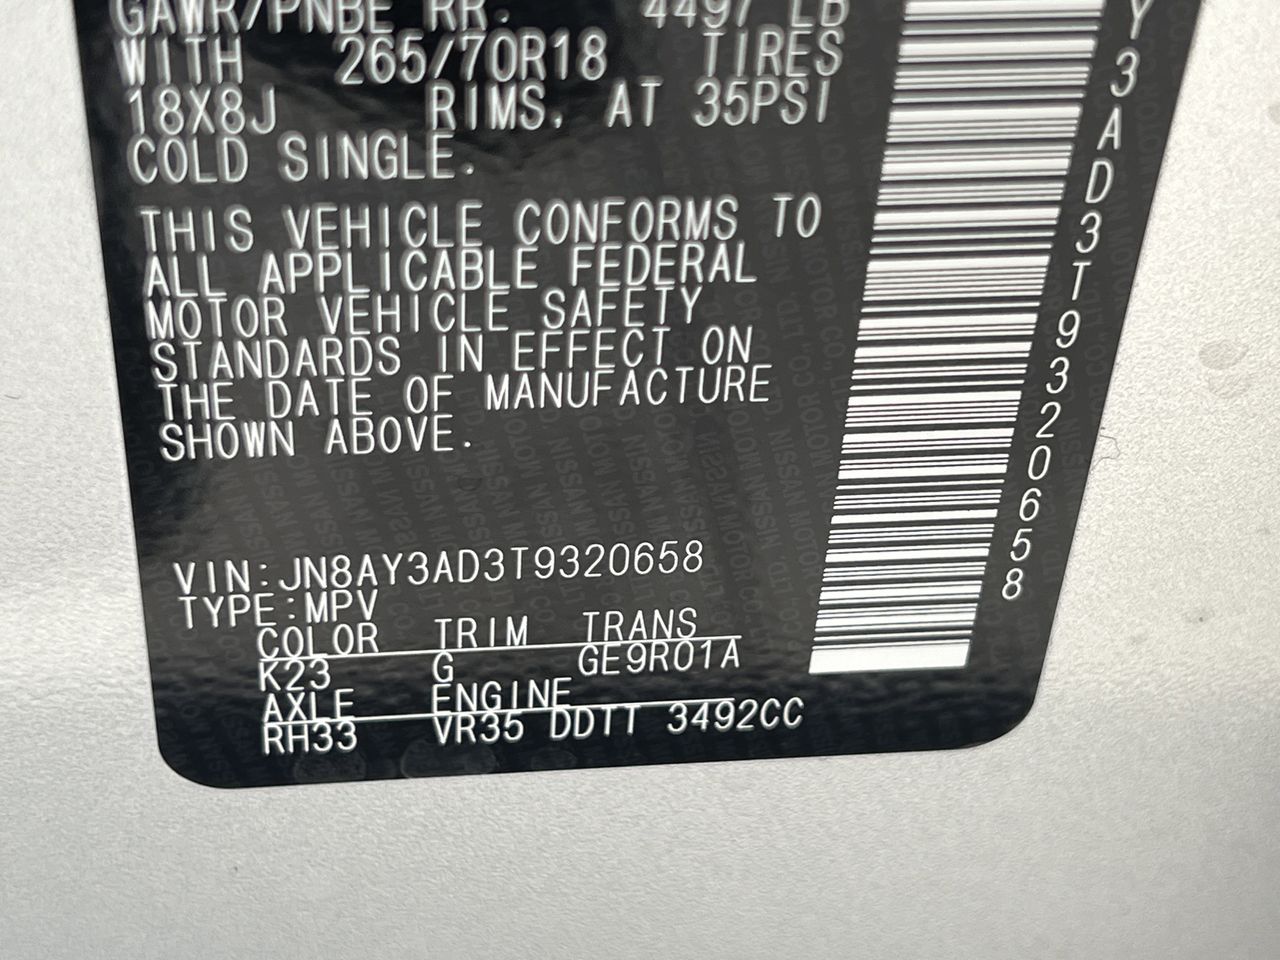 GAWR/PNBE RR. 4497 LB
WITH 265/70R18 TIRES
18X8J RIMS. AT 35PSI
COLD SINGLE.
THIS VEHICLE CONFORMS TO
ALL APPLICABLE FEDERAL
MOTOR VEHICLE SAFETY
STANDARDS IN EFFECT ON
THE DATE OF MANUFACTURE
SHOWN ABOVE.
VIN:JN8AY3AD3T9320658
TYPE:MPV
COLOR TRIM TRANS
K23 G GE9R01A
AXLE ENGINE
RH33 VR35 DDTT 3492CC
Y3AD3T9320658